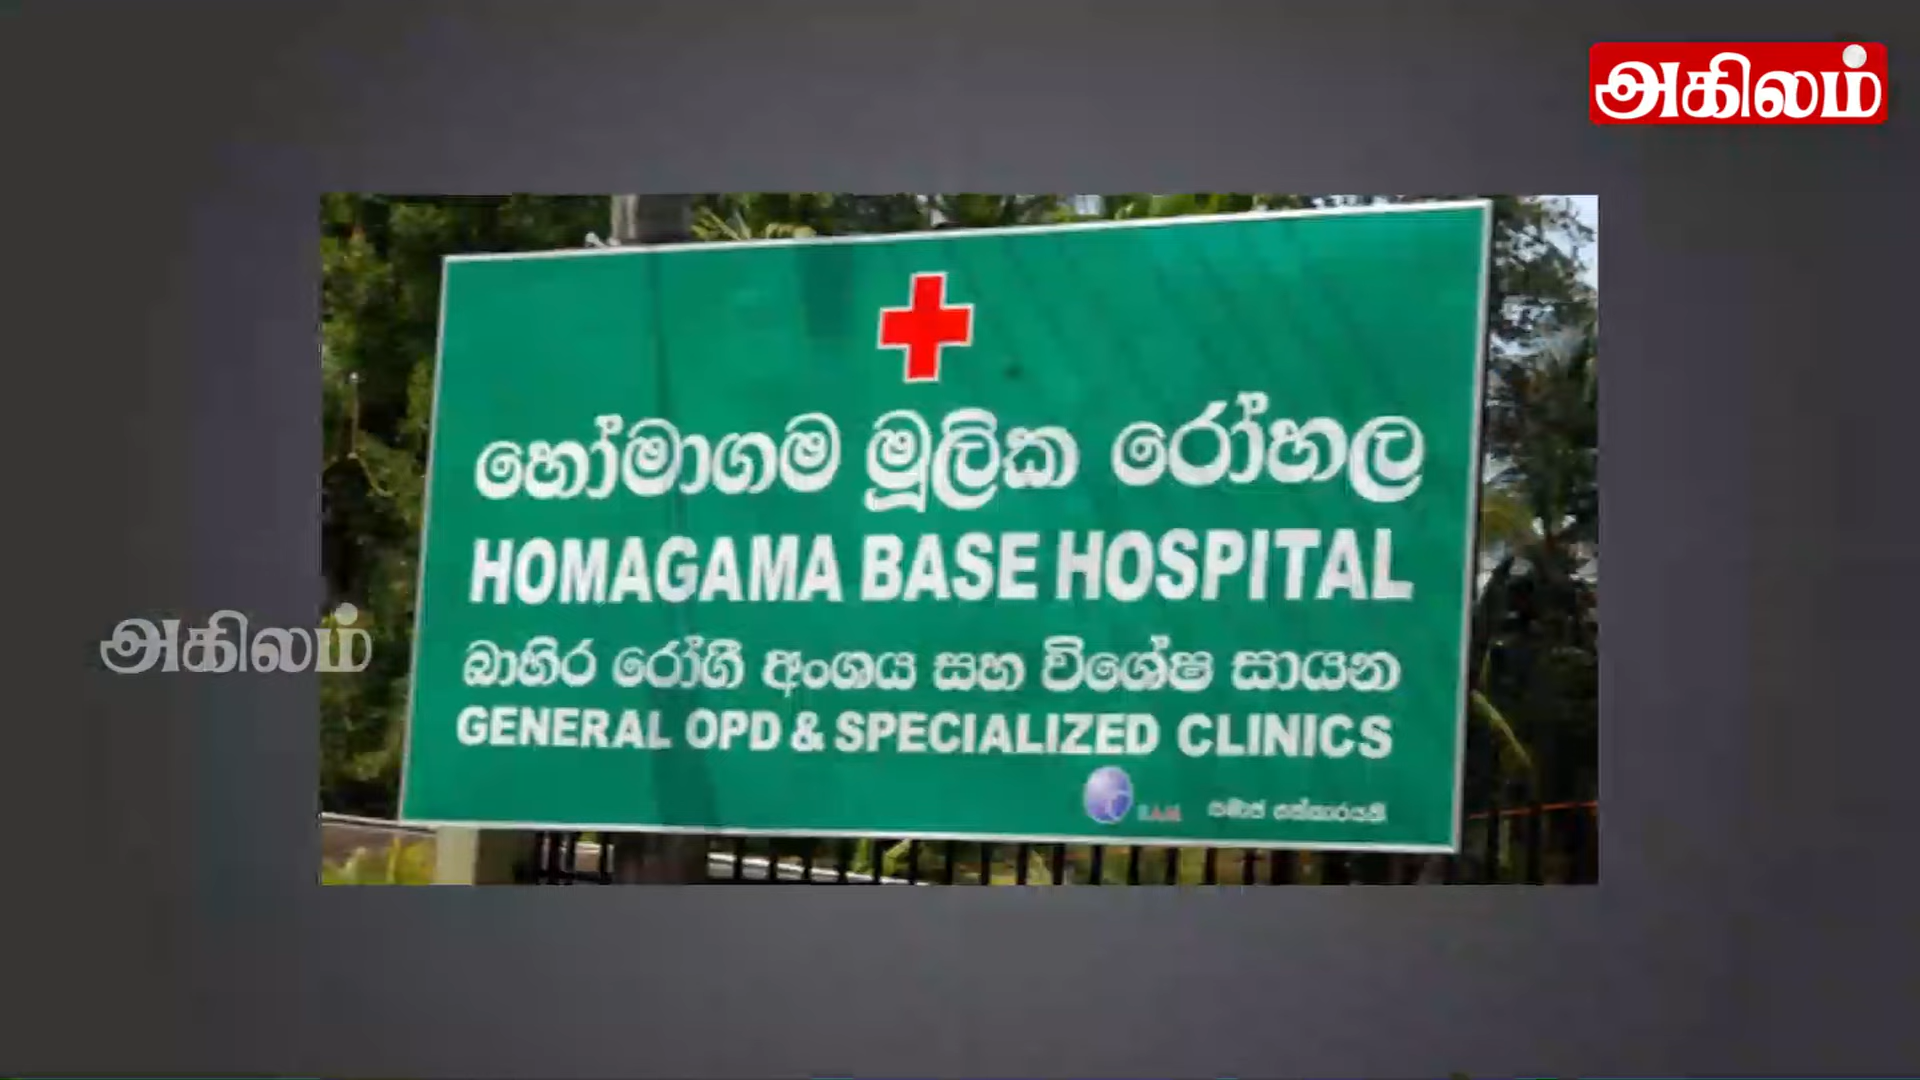 அகிலம்
හෝමාගම මූලික රෝහල
HOMAGAMA BASE HOSPITAL
அகிலம்
බාහිර රෝගී අංශය සහ විශේෂ සායන
GENERAL OPD & SPECIALIZED CLINICS